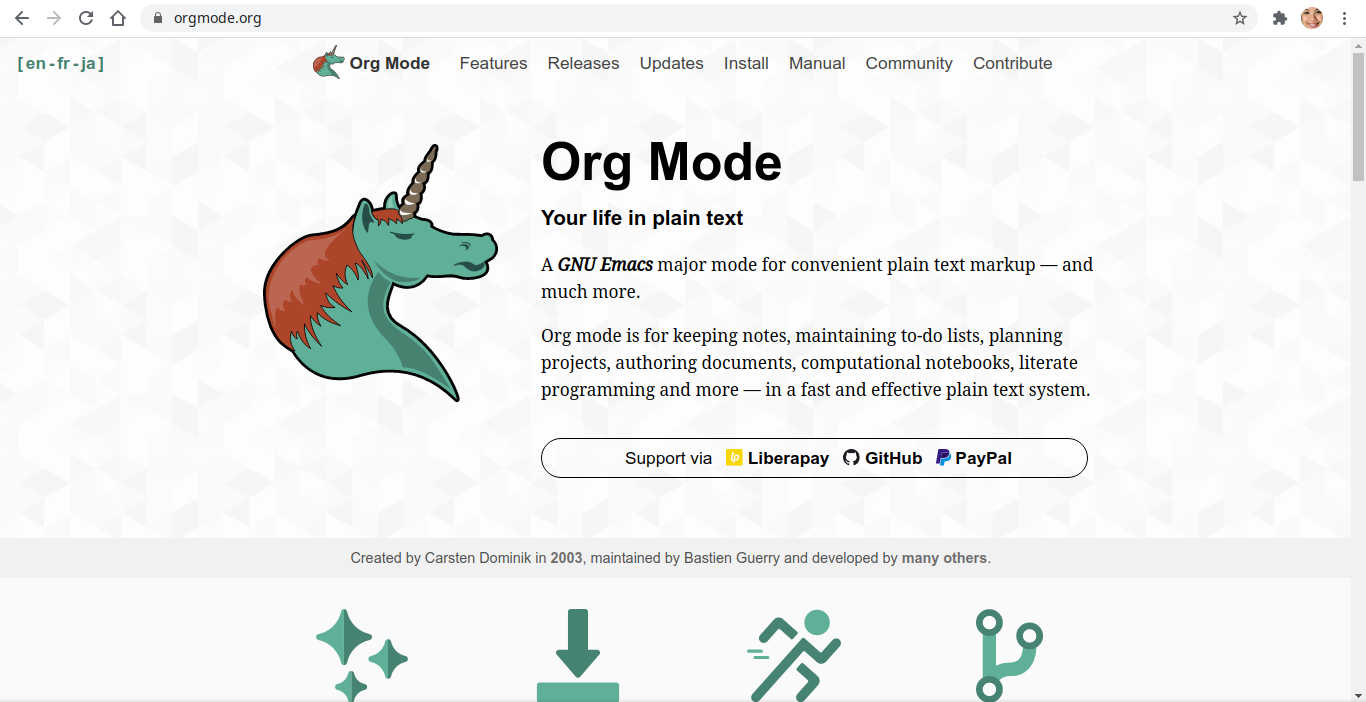 orgmode.org
[en-fr-ja]
Org Mode Features Releases Updates Install Manual Community Contribute
Org Mode
Your life in plain text
A GNU Emacs major mode for convenient plain text markup — and
much more.
Org mode is for keeping notes, maintaining to-do lists, planning
projects, authoring documents, computational notebooks, literate
programming and more — in a fast and effective plain text system.
Support via lp Liberapay GitHub PayPal
Created by Carsten Dominik in 2003, maintained by Bastien Guerry and developed by many others.